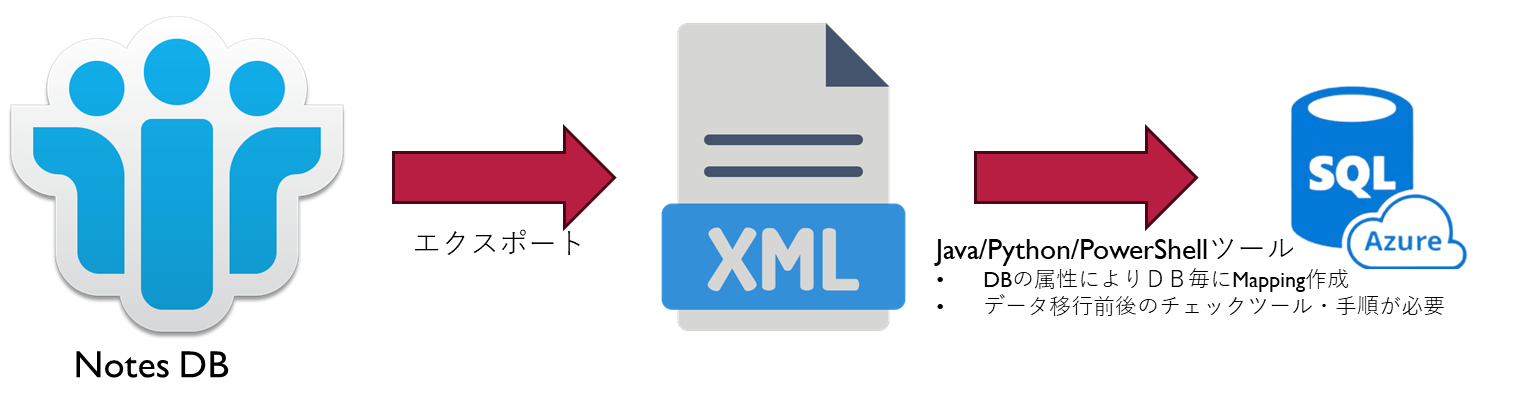 エクスポート
Notes DB
XML
SQL
Azure
Java/Python/PowerShellツール
• DBの属性によりＤＢ毎にMapping作成
• データ移行前後のチェックツール・手順が必要